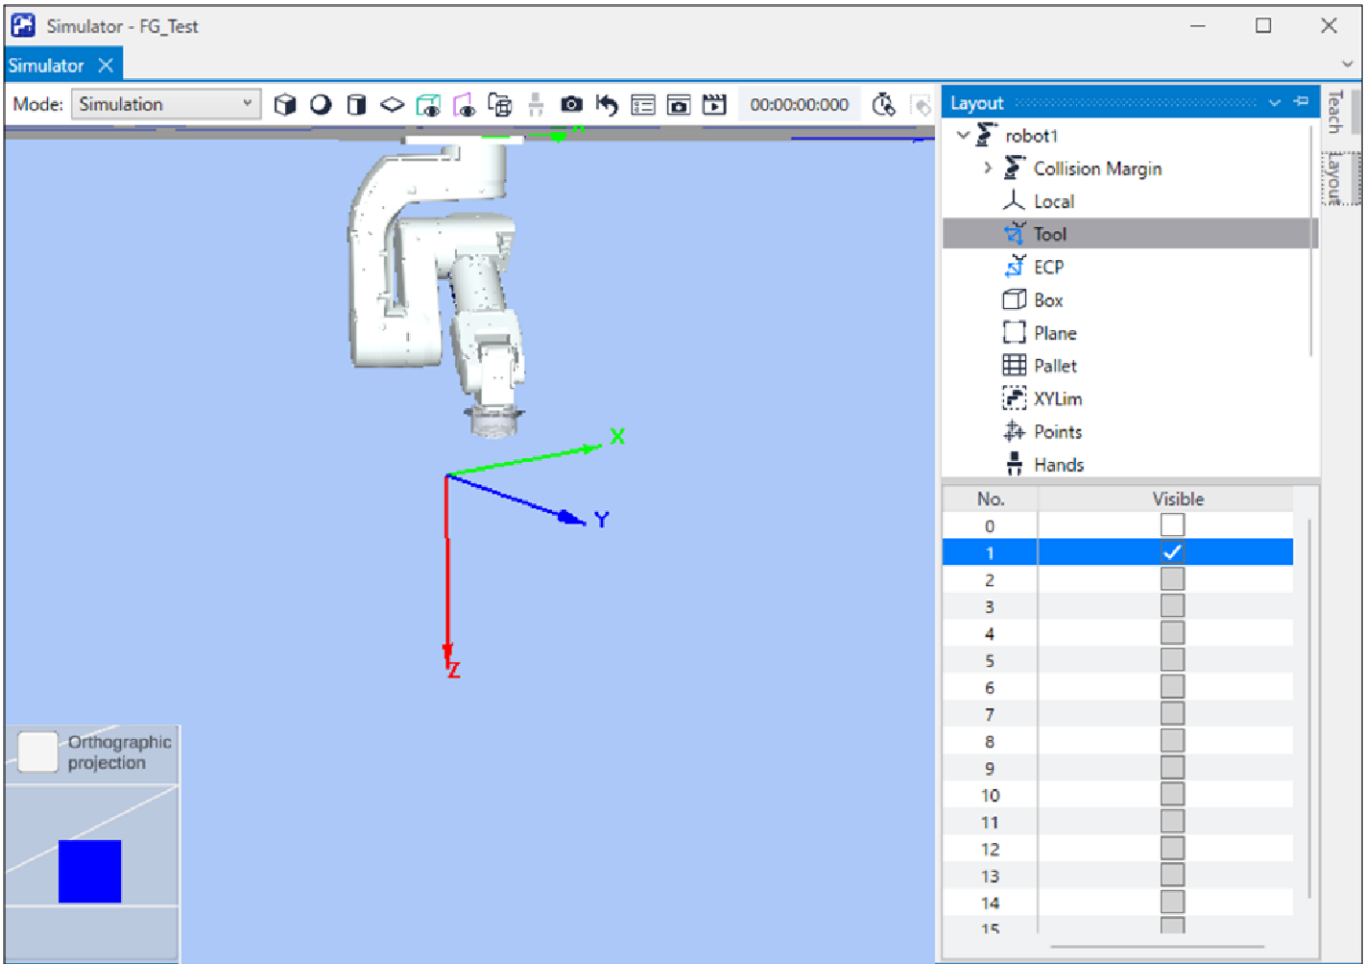 Simulator - FG_Test
Simulator
Mode: Simulation
00:00:00:000
Layout
Teach
Layout
robot1
Collision Margin
Local
Tool
ECP
Box
Plane
Pallet
XYLim
Points
Hands
X
Y
Z
Orthographic
projection
No. Visible
0
1
2
3
4
5
6
7
8
9
10
11
12
13
14
15